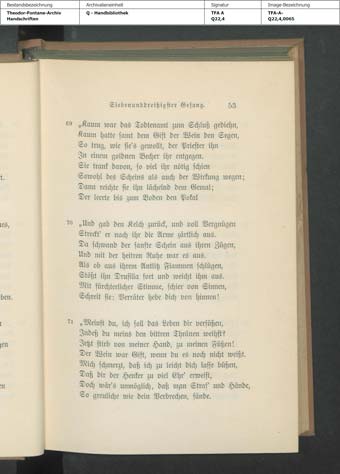 Bestandsbezeichnung Archivalieneinheit Signatur Image-Bezeichnung
Theodor-Fontane-Archiv Q - Handbibliothek TFA A TFA-A-
Handschriften Q22,4 Q22,4,0065
Siebenunddreißigster Gesang. 53
69 „Kaum war das Todtenamt zum Schluß gediehn,
Kaum hatte samt dem Gift der Wein den Segen,
So trug, wie sie's gewollt, der Priester ihn
In einem goldnen Becher ihr entgegen.
Sie trank davon, so viel ihr nötig schien
Sowohl des Scheins als auch der Wirkung wegen;
Dann reichte sie ihn lächelnd dem Gemal;
Der leerte bis zum Boden den Pokal
70 „Und gab den Kelch zurück, und voll Vergnügen
Streckt' er nach ihr die Arme zärtlich aus.
Da schwand der sanfte Schein aus ihren Zügen,
Und mit der heitren Ruhe war es aus.
Als ob aus ihrem Antlitz Flammen schlügen,
Stößt ihn Drusilla fort und weicht ihm aus.
Mit fürchterlicher Stimme, schier von Sinnen,
Schreit sie: Verräter hebe dich von hinnen!
71 „Meinst du, ich soll das Leben dir versüßen,
Indeß du meins den bittren Thränen weihst?
Jetzt stirb von meiner Hand, zu meinen Füßen!
Der Wein war Gift, wenn du es noch nicht weißt.
Mich schmerzt, daß ich zu leicht dich lasse büßen,
Daß dir der Henker zu viel Ehr' erweist,
Doch wär's unmöglich, daß man Straf' und Hände,
So greuliche wie dein Verbrechen, fände.
t.
es,
ben.
t,